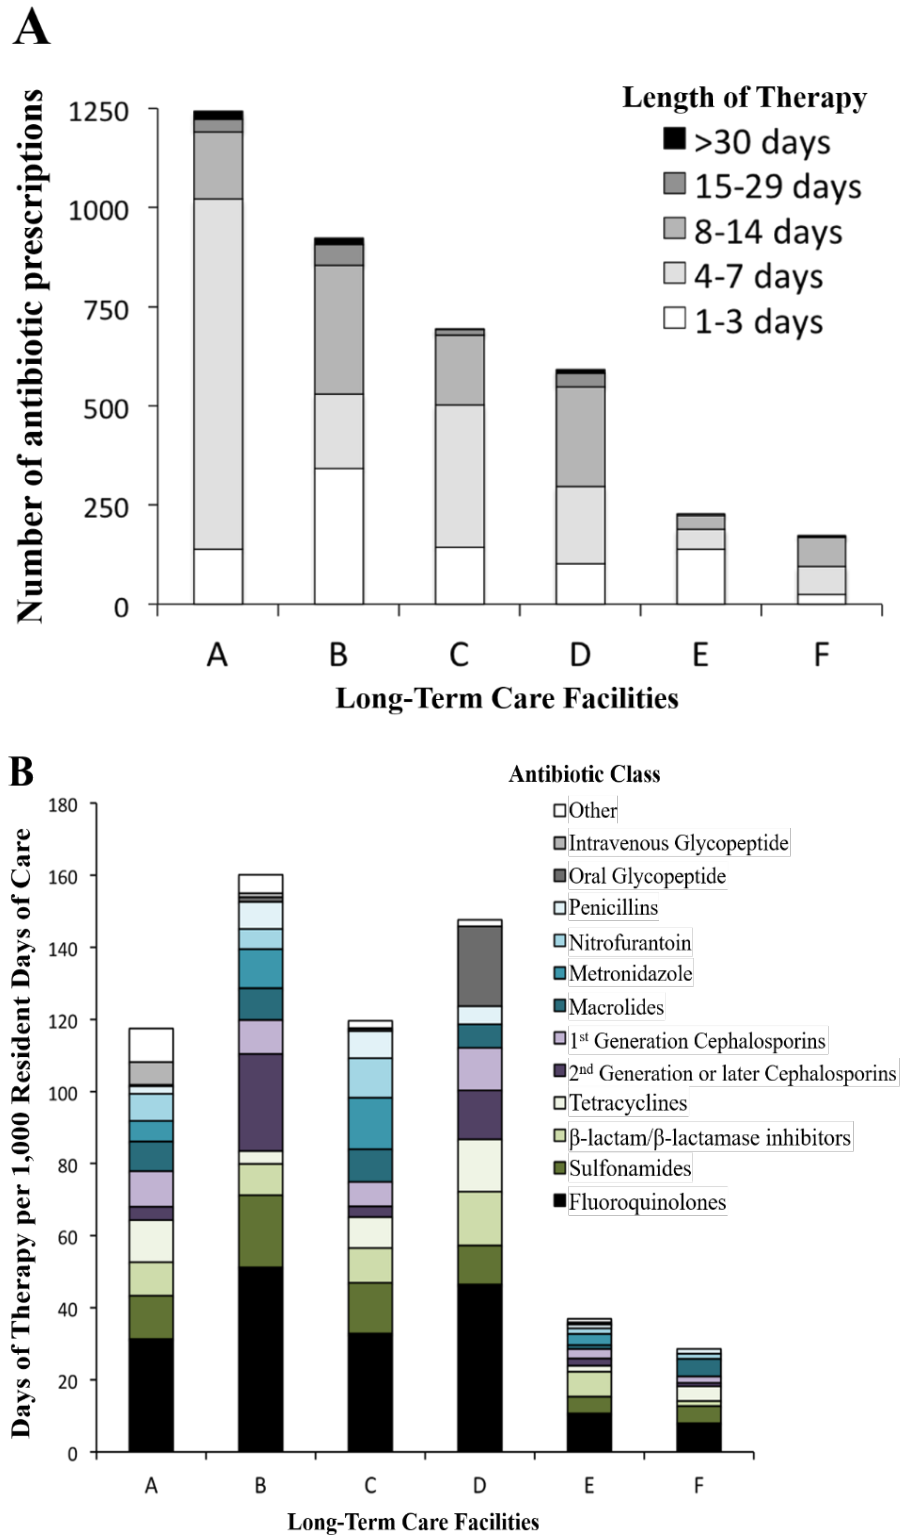 A
Number of antibiotic prescriptions
1250
1000
750
500
250
0
Length of Therapy
>30 days
15-29 days
8-14 days
4-7 days
1-3 days
A B C D E F
Long-Term Care Facilities
B
Days of Therapy per 1,000 Resident Days of Care
180
160
140
120
100
80
60
40
20
0
Antibiotic Class
Other
Intravenous Glycopeptide
Oral Glycopeptide
Penicillins
Nitrofurantoin
Metronidazole
Macrolides
1st Generation Cephalosporins
2nd Generation or later Cephalosporins
Tetracyclines
β-lactam/β-lactamase inhibitors
Sulfonamides
Fluoroquinolones
A B C D E F
Long-Term Care Facilities